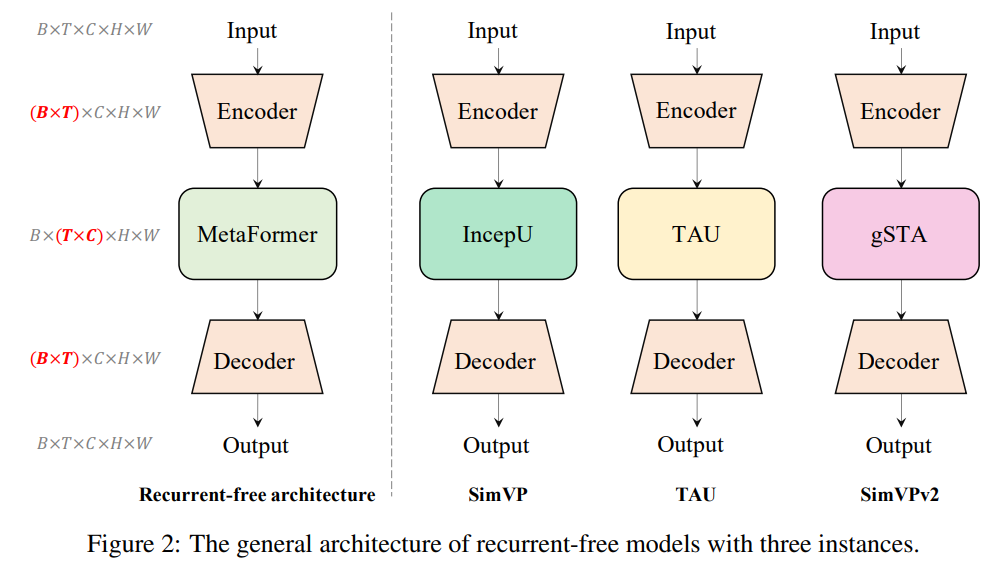 B×T×C×H×W Input Input Input Input
(B×T)×C×H×W Encoder Encoder Encoder Encoder
B×(T×C)×H×W MetaFormer IncepU TAU gSTA
(B×T)×C×H×W Decoder Decoder Decoder Decoder
B×T×C×H×W Output Output Output Output
Recurrent-free architecture SimVP TAU SimVPv2
Figure 2: The general architecture of recurrent-free models with three instances.